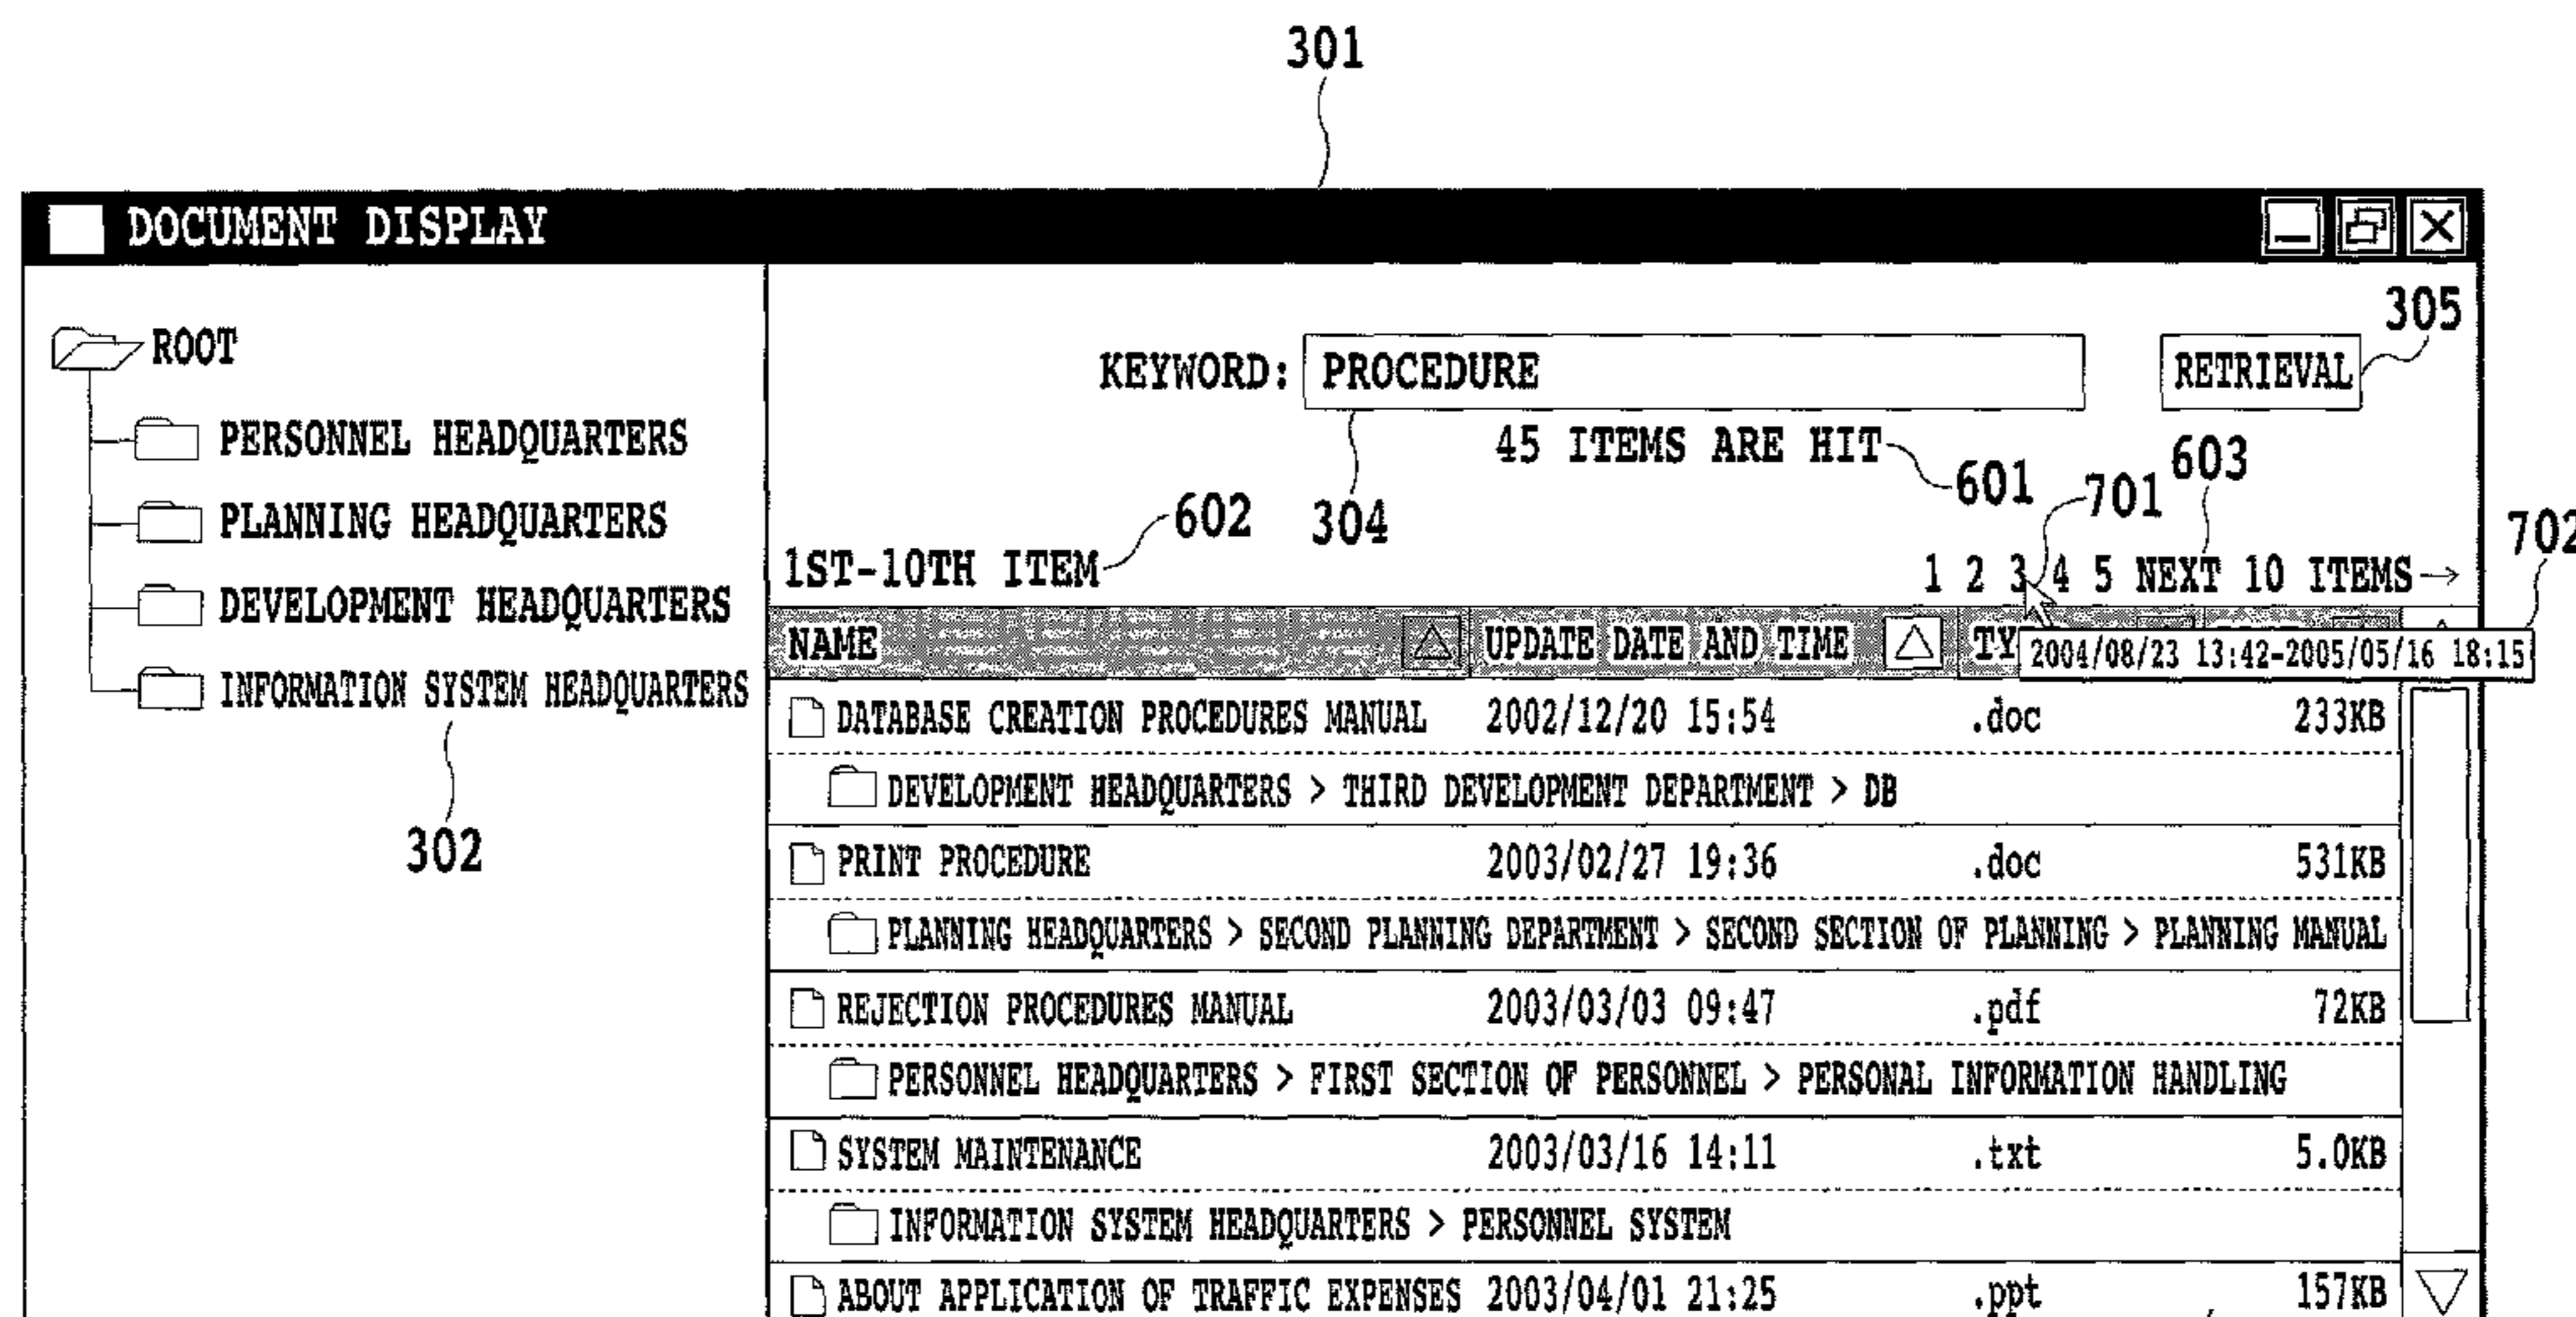 301
DOCUMENT DISPLAY
305
ROOT
KEYWORD: PROCEDURE RETRIEVAL
PERSONNEL HEADQUARTERS
45 ITEMS ARE HIT
601
603
701
602
304
702
PLANNING HEADQUARTERS
1ST-10TH ITEM
1 2 3 4 5 NEXT 10 ITEMS→
DEVELOPMENT HEADQUARTERS
NAME UPDATE DATE AND TIME TY
2004/08/23 13:42-2005/05/16 18:15
INFORMATION SYSTEM HEADQUARTERS
302
DATABASE CREATION PROCEDURES MANUAL 2002/12/20 15:54 .doc 233KB
DEVELOPMENT HEADQUARTERS > THIRD DEVELOPMENT DEPARTMENT > DB
PRINT PROCEDURE 2003/02/27 19:36 .doc 531KB
PLANNING HEADQUARTERS > SECOND PLANNING DEPARTMENT > SECOND SECTION OF PLANNING > PLANNING MANUAL
REJECTION PROCEDURES MANUAL 2003/03/03 09:47 .pdf 72KB
PERSONNEL HEADQUARTERS > FIRST SECTION OF PERSONNEL > PERSONAL INFORMATION HANDLING
SYSTEM MAINTENANCE 2003/03/16 14:11 .txt 5.0KB
INFORMATION SYSTEM HEADQUARTERS > PERSONNEL SYSTEM
ABOUT APPLICATION OF TRAFFIC EXPENSES 2003/04/01 21:25 .ppt 157KB